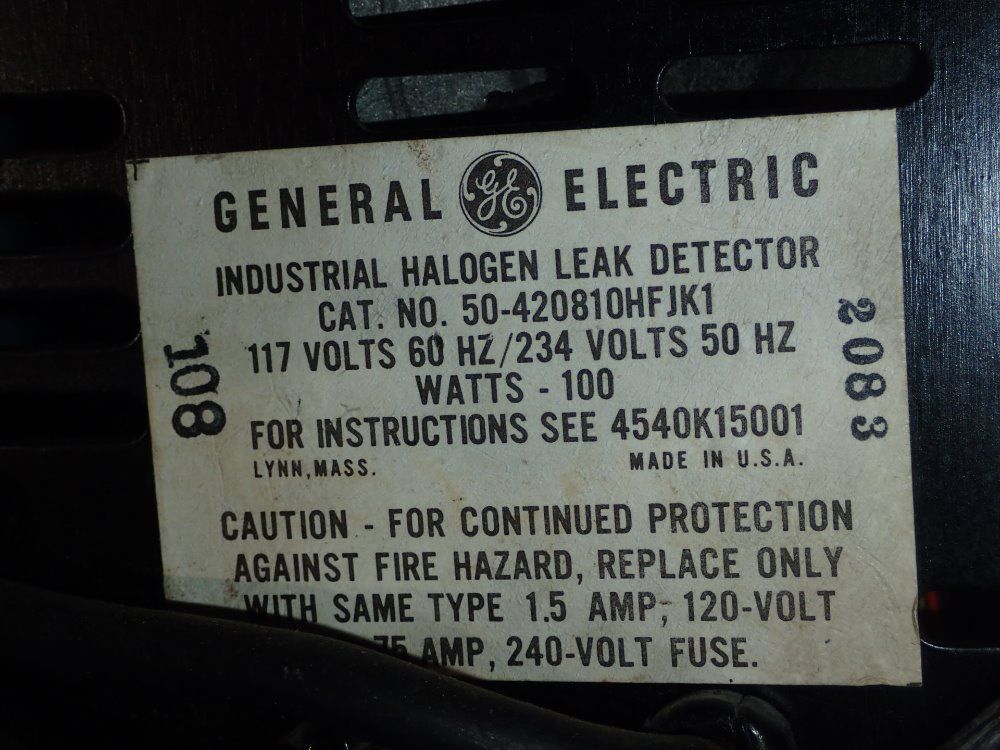 GENERAL GE ELECTRIC
INDUSTRIAL HALOGEN LEAK DETECTOR
CAT. NO. 50-420810HFJK1
117 VOLTS 60 HZ/234 VOLTS 50 HZ
WATTS - 100
FOR INSTRUCTIONS SEE 4540K15001
LYNN, MASS. MADE IN U.S.A.
108
2083
CAUTION - FOR CONTINUED PROTECTION
AGAINST FIRE HAZARD, REPLACE ONLY
WITH SAME TYPE 1.5 AMP, 120-VOLT
75 AMP, 240-VOLT FUSE.